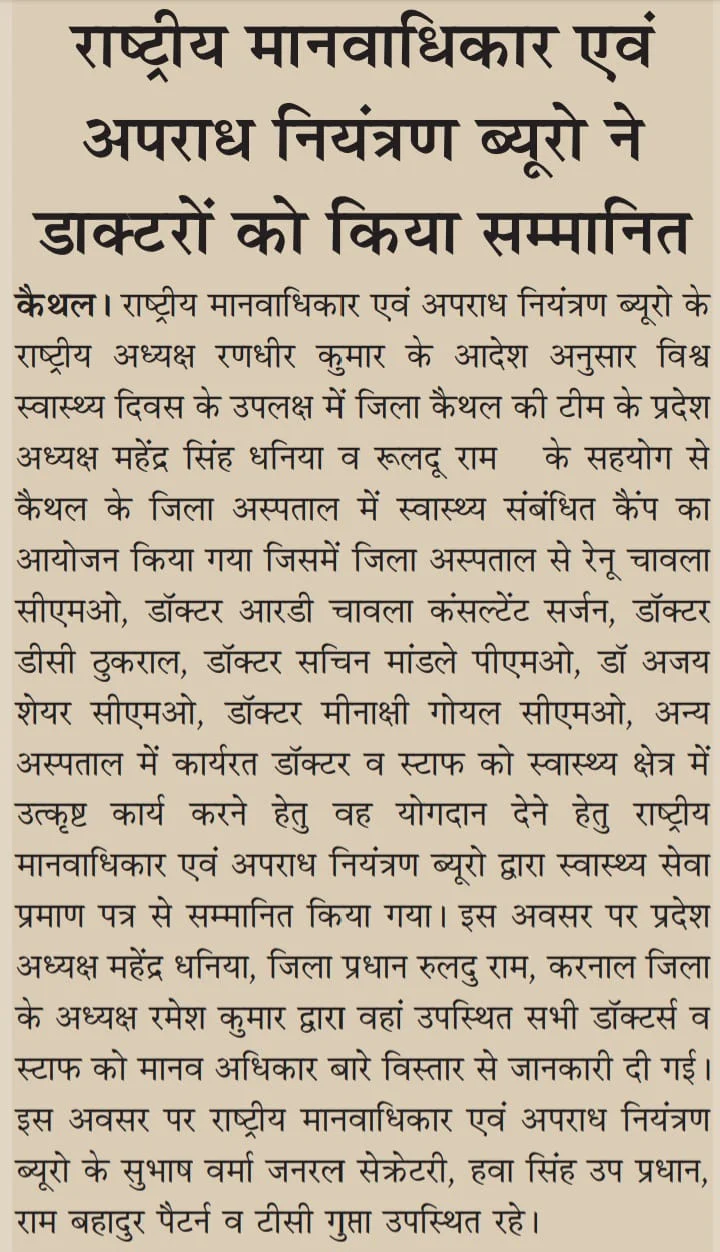 राष्ट्रीय मानवाधिकार एवं
अपराध नियंत्रण ब्यूरो ने
डाक्टरों को किया सम्मानित
कैथल। राष्ट्रीय मानवाधिकार एवं अपराध नियंत्रण ब्यूरो के
राष्ट्रीय अध्यक्ष रणधीर कुमार के आदेश अनुसार विश्व
स्वास्थ्य दिवस के उपलक्ष में जिला कैथल की टीम के प्रदेश
अध्यक्ष महेंद्र सिंह धनिया व रूलदू राम के सहयोग से
कैथल के जिला अस्पताल में स्वास्थ्य संबंधित कैंप का
आयोजन किया गया जिसमें जिला अस्पताल से रेनू चावला
सीएमओ, डॉक्टर आरडी चावला कंसल्टेंट सर्जन, डॉक्टर
डीसी ठुकराल, डॉक्टर सचिन मांडले पीएमओ, डॉ अजय
शेयर सीएमओ, डॉक्टर मीनाक्षी गोयल सीएमओ, अन्य
अस्पताल में कार्यरत डॉक्टर व स्टाफ को स्वास्थ्य क्षेत्र में
उत्कृष्ट कार्य करने हेतु वह योगदान देने हेतु राष्ट्रीय
मानवाधिकार एवं अपराध नियंत्रण ब्यूरो द्वारा स्वास्थ्य सेवा
प्रमाण पत्र से सम्मानित किया गया। इस अवसर पर प्रदेश
अध्यक्ष महेंद्र धनिया, जिला प्रधान रुलदु राम, करनाल जिला
के अध्यक्ष रमेश कुमार द्वारा वहां उपस्थित सभी डॉक्टर्स व
स्टाफ को मानव अधिकार बारे विस्तार से जानकारी दी गई।
इस अवसर पर राष्ट्रीय मानवाधिकार एवं अपराध नियंत्रण
ब्यूरो के सुभाष वर्मा जनरल सेक्रेटरी, हवा सिंह उप प्रधान,
राम बहादुर पैटर्न व टीसी गुप्ता उपस्थित रहे।